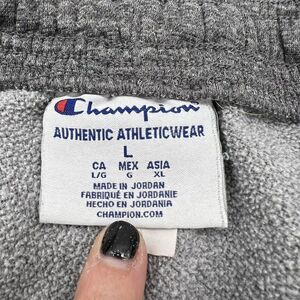 Champion
AUTHENTIC ATHLETICWEAR
L
CA MEX ASIA
L/G G XL
MADE IN JORDAN
FABRIQUÉ EN JORDANIE
HECHO EN JORDANIA
CHAMPION.COM